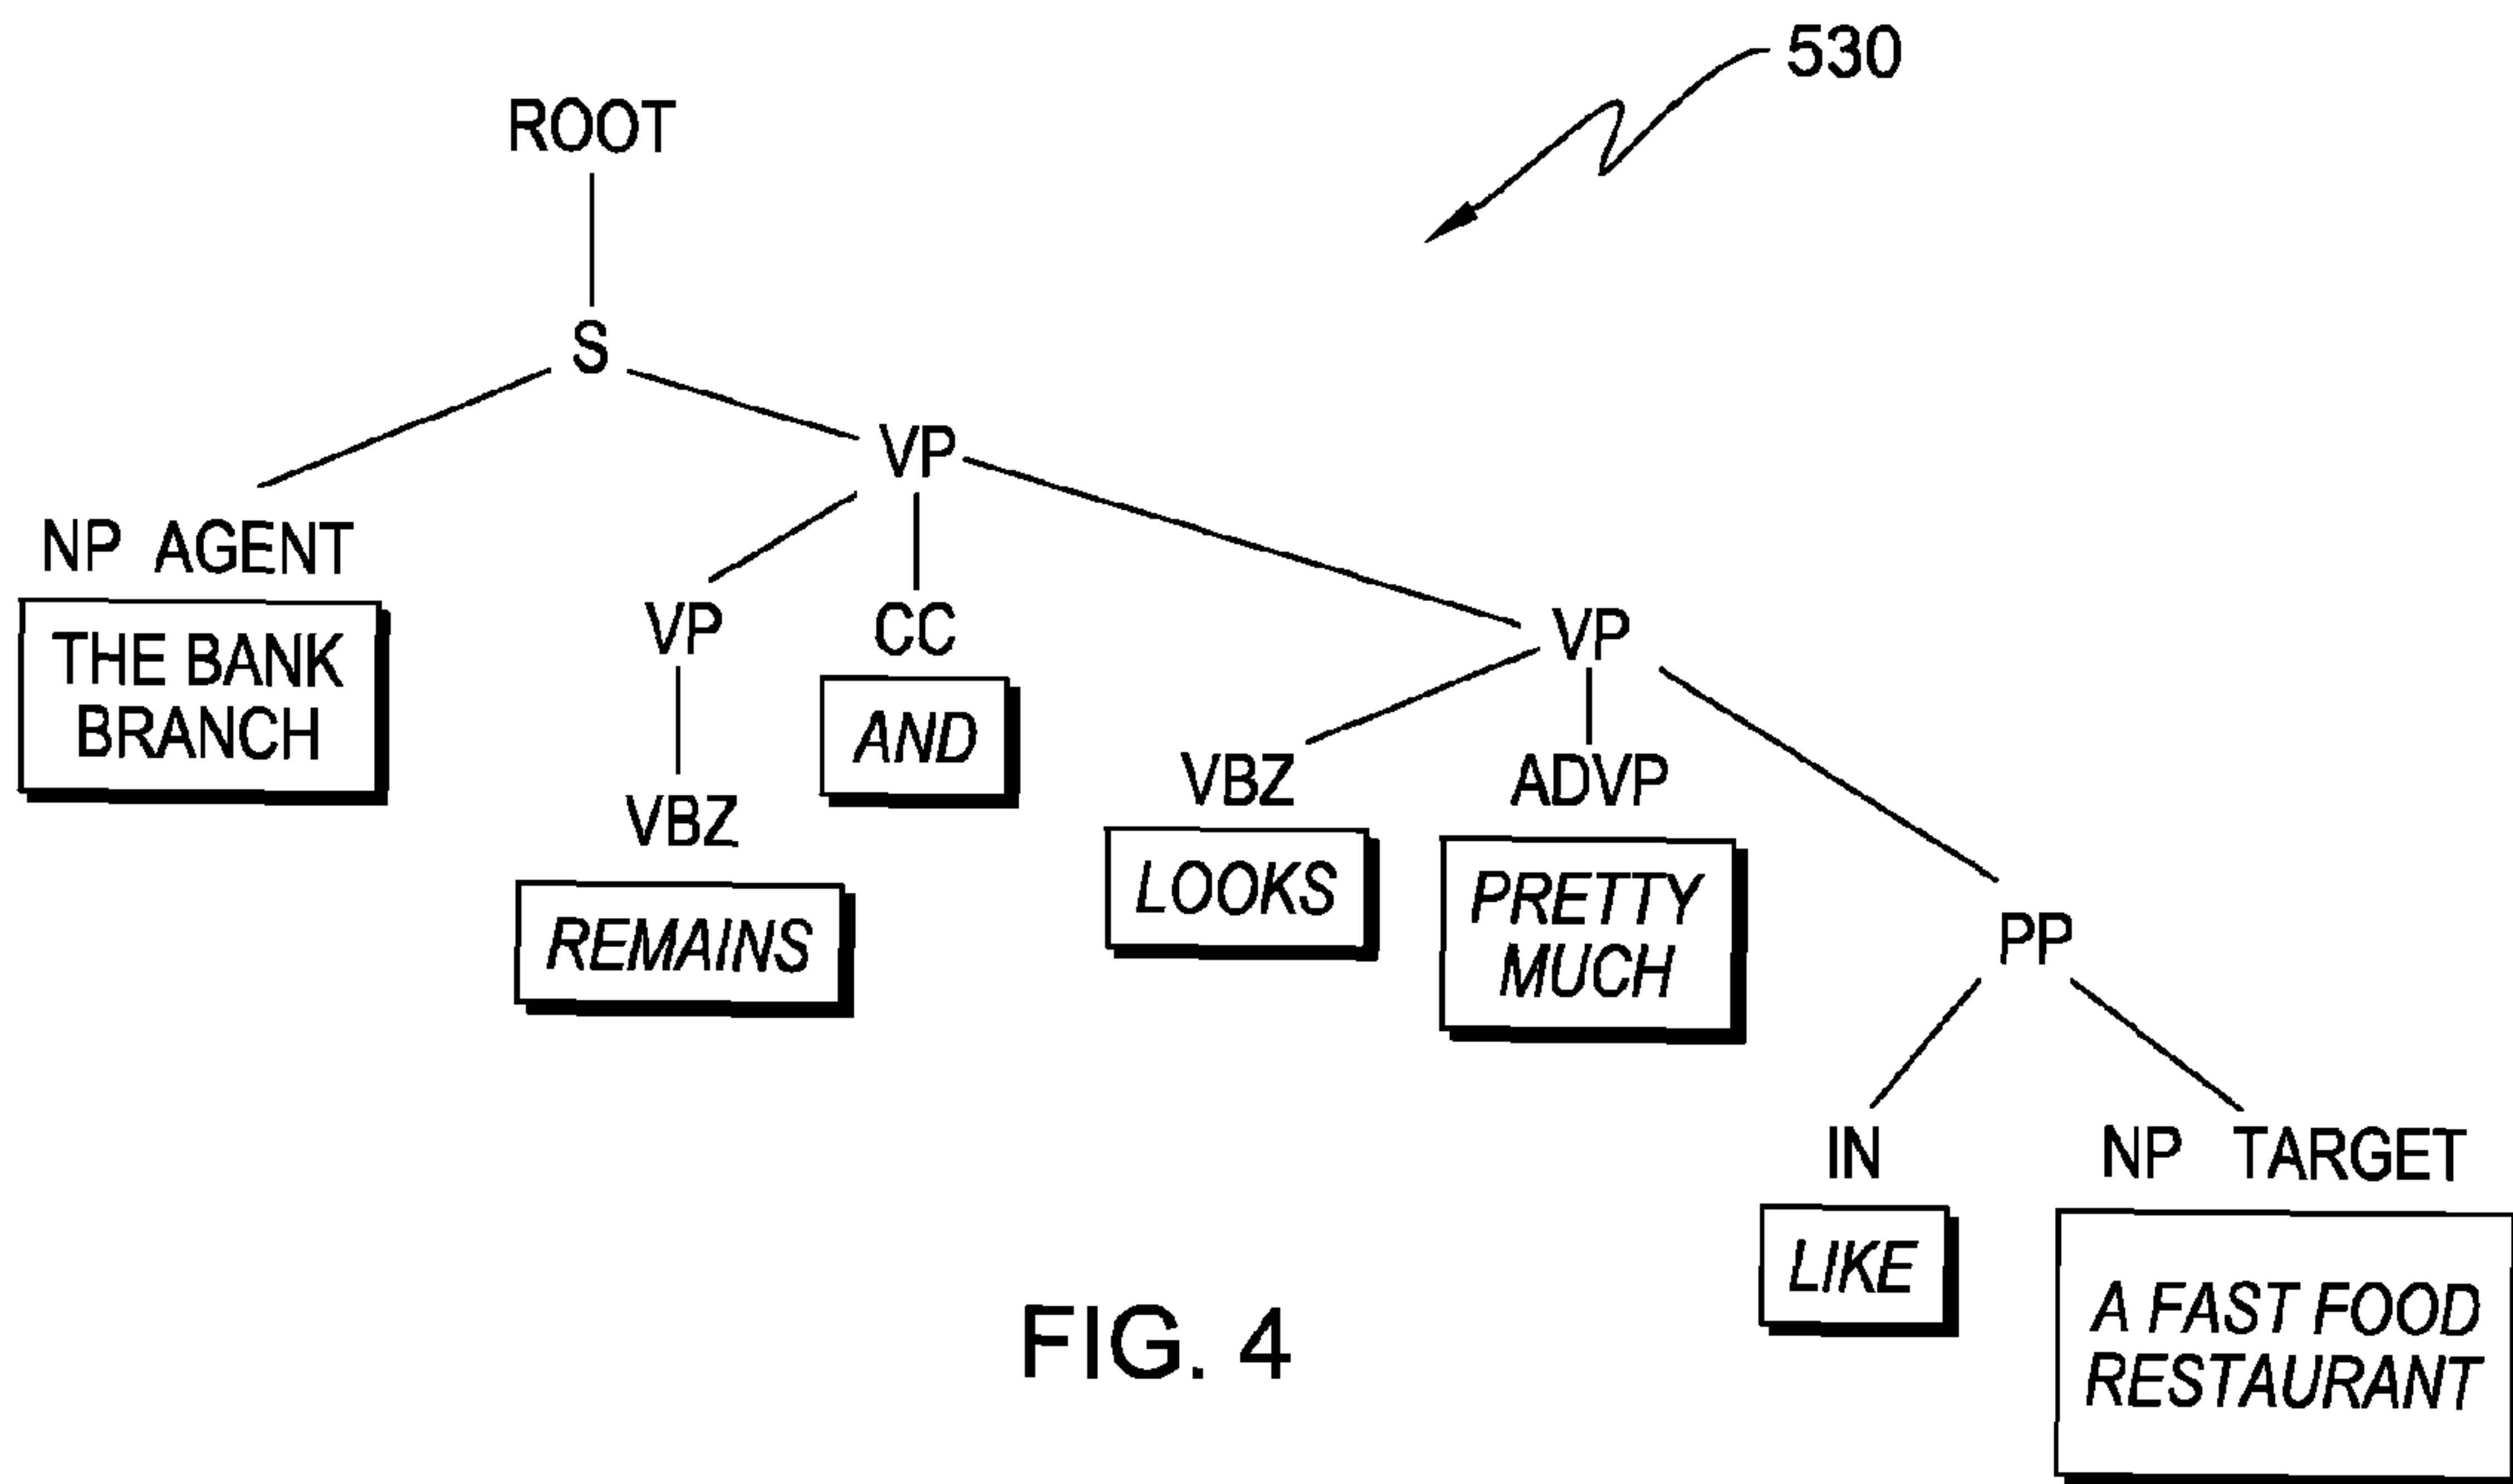 530
ROOT
S
VP
NP AGENT
THE BANK
BRANCH
VP
CC
VP
AND
VBZ
REMAINS
VBZ
ADVP
LOOKS
PRETTY
MUCH
PP
IN
NP TARGET
LIKE
A FAST FOOD
RESTAURANT
FIG. 4